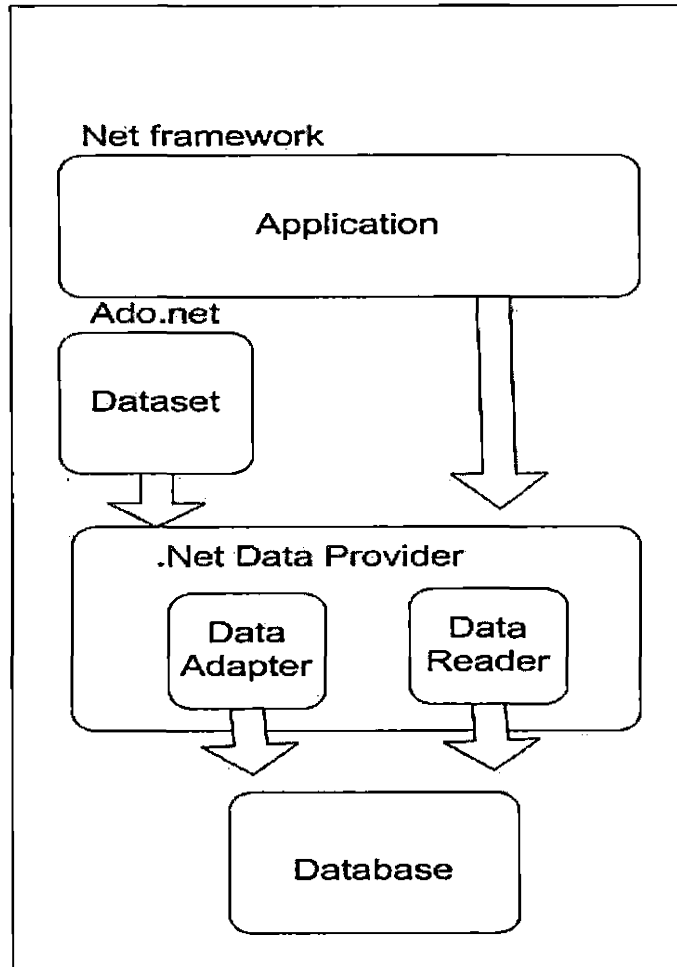 Net framework
Application
Ado.net
Dataset
.Net Data Provider
Data
Adapter
Data
Reader
Database